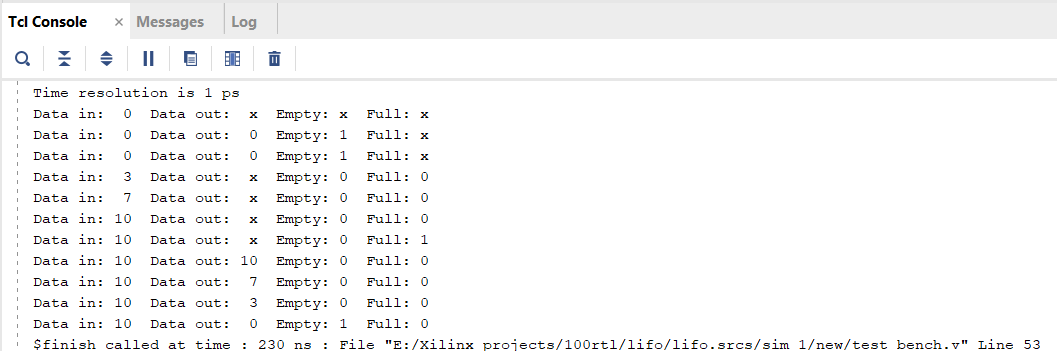 Tcl Console × Messages Log
Time resolution is 1 ps
Data in:  0  Data out:  x  Empty: x  Full: x
Data in:  0  Data out:  0  Empty: 1  Full: x
Data in:  0  Data out:  0  Empty: 1  Full: x
Data in:  3  Data out:  x  Empty: 0  Full: 0
Data in:  7  Data out:  x  Empty: 0  Full: 0
Data in: 10  Data out:  x  Empty: 0  Full: 0
Data in: 10  Data out:  x  Empty: 0  Full: 1
Data in: 10  Data out: 10  Empty: 0  Full: 0
Data in: 10  Data out:  7  Empty: 0  Full: 0
Data in: 10  Data out:  3  Empty: 0  Full: 0
Data in: 10  Data out:  0  Empty: 1  Full: 0
$finish called at time : 230 ns : File "E:/Xilinx_projects/100rtl/lifo/lifo.srcs/sim_1/new/test_bench.v" Line 53